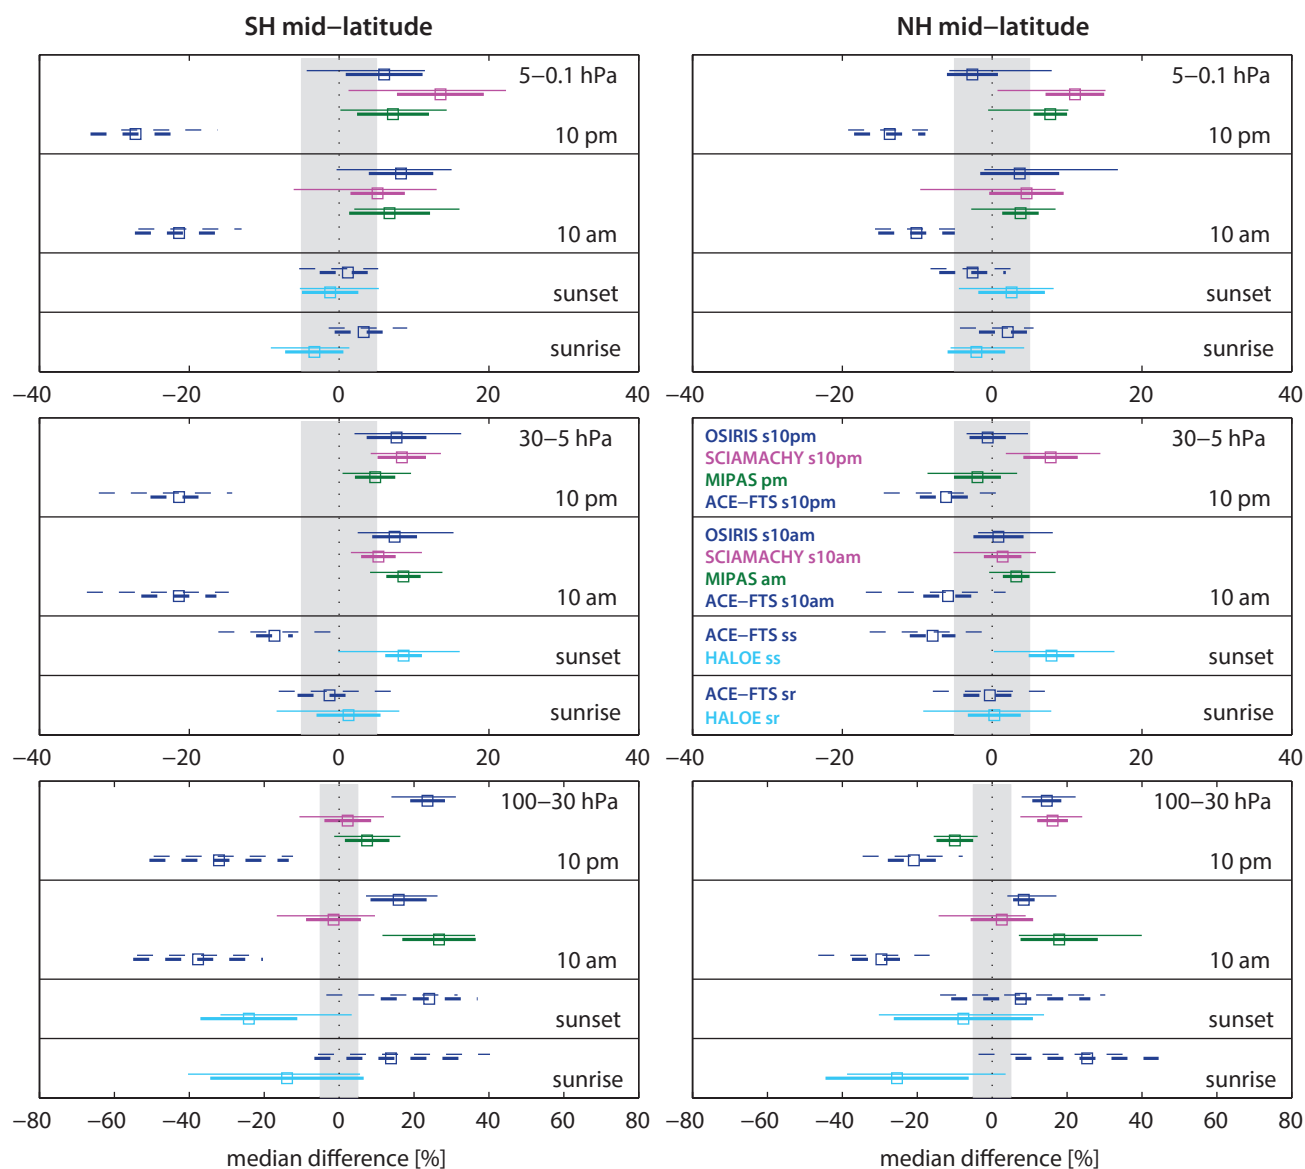 SH mid−latitude
NH mid−latitude
5−0.1 hPa
10 pm
10 am
sunset
sunrise
−40 −20 0 20 40
5−0.1 hPa
10 pm
10 am
sunset
sunrise
−40 −20 0 20 40
30−5 hPa
10 pm
10 am
sunset
sunrise
−40 −20 0 20 40
OSIRIS s10pm
30−5 hPa
SCIAMACHY s10pm
MIPAS pm
ACE−FTS s10pm
10 pm
OSIRIS s10am
SCIAMACHY s10am
MIPAS am
ACE−FTS s10am
10 am
ACE−FTS ss
HALOE ss
sunset
ACE−FTS sr
HALOE sr
sunrise
−40 −20 0 20 40
100−30 hPa
10 pm
10 am
sunset
sunrise
−80 −60 −40 −20 0 20 40 60 80
median difference [%]
100−30 hPa
10 pm
10 am
sunset
sunrise
−80 −60 −40 −20 0 20 40 60 80
median difference [%]